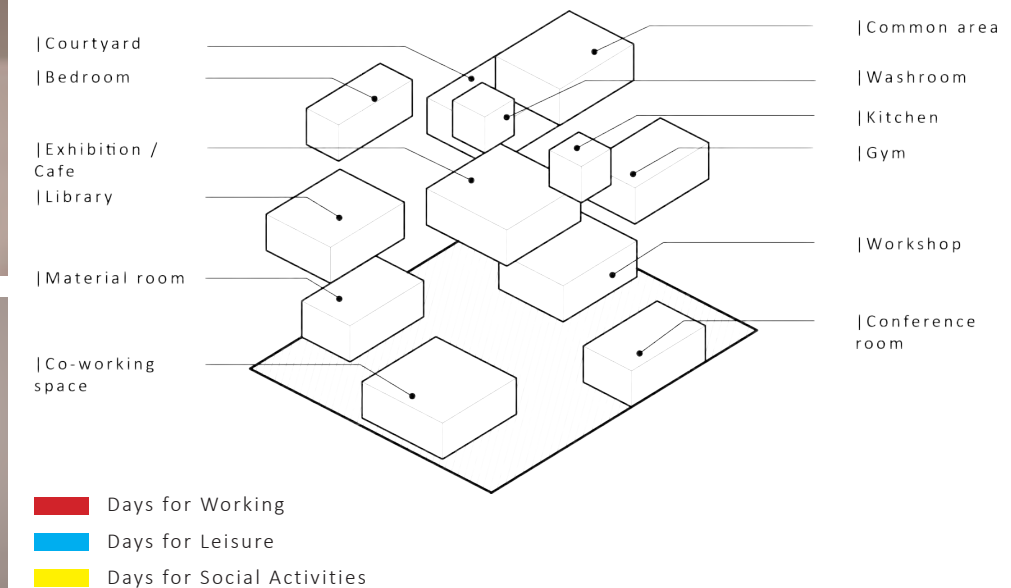 |Courtyard
|Bedroom
|Exhibition /
Cafe
|Library
|Material room
|Co-working
space
|Common area
|Washroom
|Kitchen
|Gym
|Workshop
|Conference
room
Days for Working
Days for Leisure
Days for Social Activities